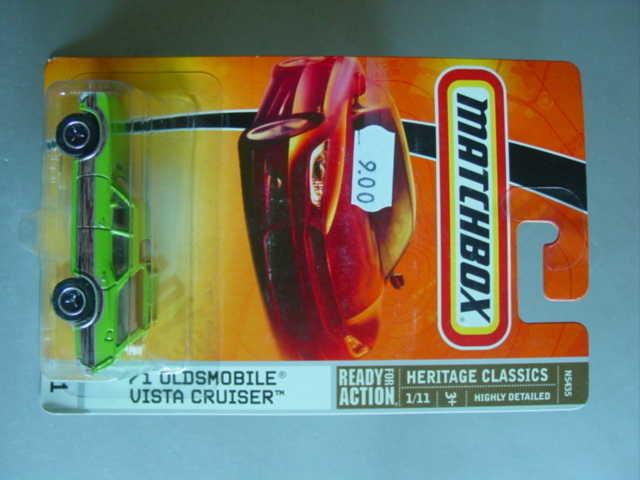 MATCHBOX®
9.00
71 OLDSMOBILE®
VISTA CRUISER™
READY FOR ACTION®
HERITAGE CLASSICS
1/11 3+ HIGHLY DETAILED
N5435
1